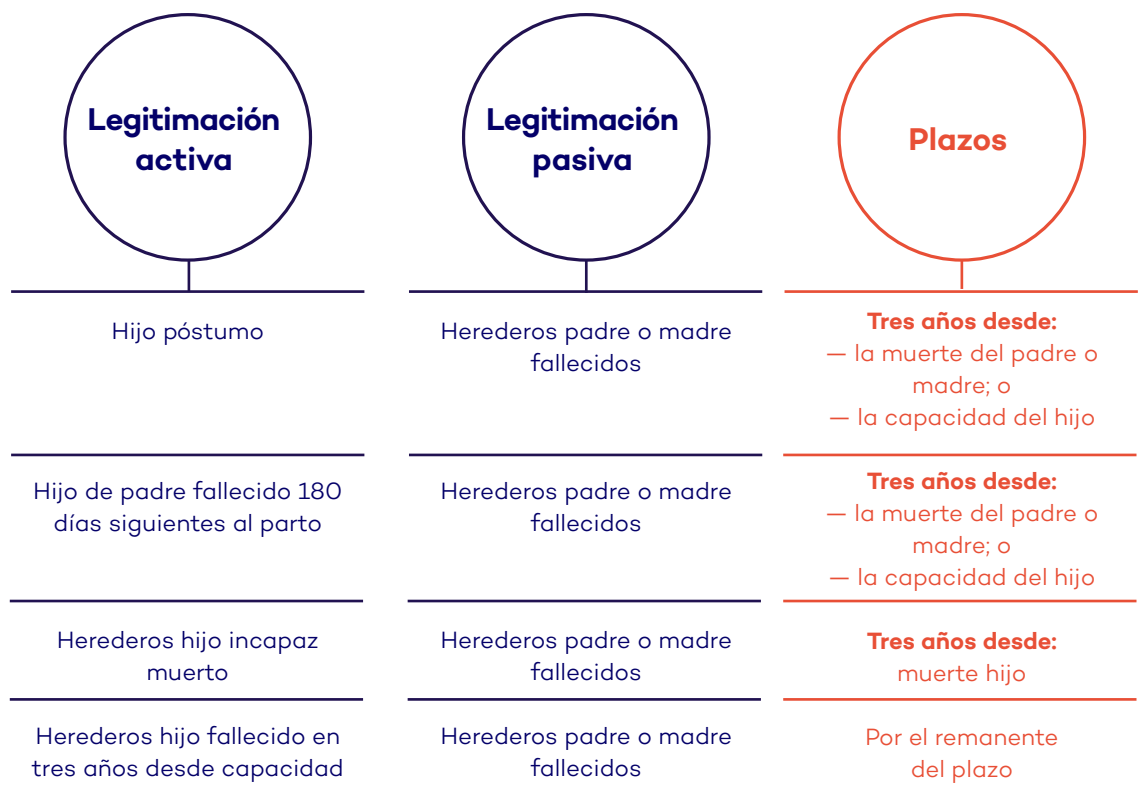 Legitimación
activa
Legitimación
pasiva
Plazos
Hijo póstumo
Herederos padre o madre
fallecidos
Tres años desde:
— la muerte del padre o
madre; o
— la capacidad del hijo
Hijo de padre fallecido 180
días siguientes al parto
Herederos padre o madre
fallecidos
Tres años desde:
— la muerte del padre o
madre; o
— la capacidad del hijo
Herederos hijo incapaz
muerto
Herederos padre o madre
fallecidos
Tres años desde:
muerte hijo
Herederos hijo fallecido en
tres años desde capacidad
Herederos padre o madre
fallecidos
Por el remanente
del plazo